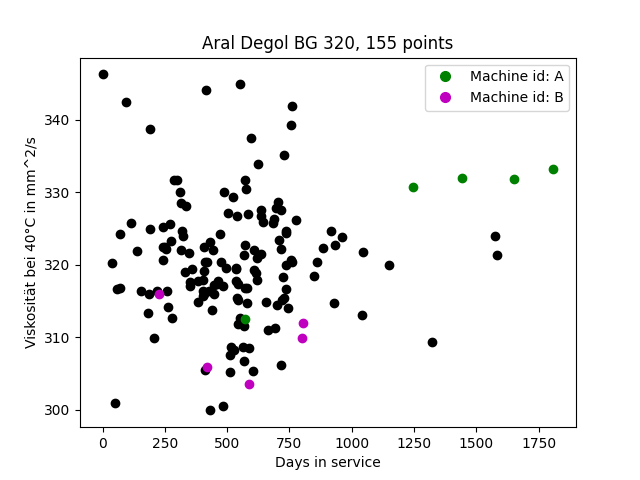 Aral Degol BG 320, 155 points
Machine id: A
Machine id: B
Viskosität bei 40°C in mm^2/s
340
330
320
310
300
0
250
500
750
1000
1250
1500
1750
Days in service